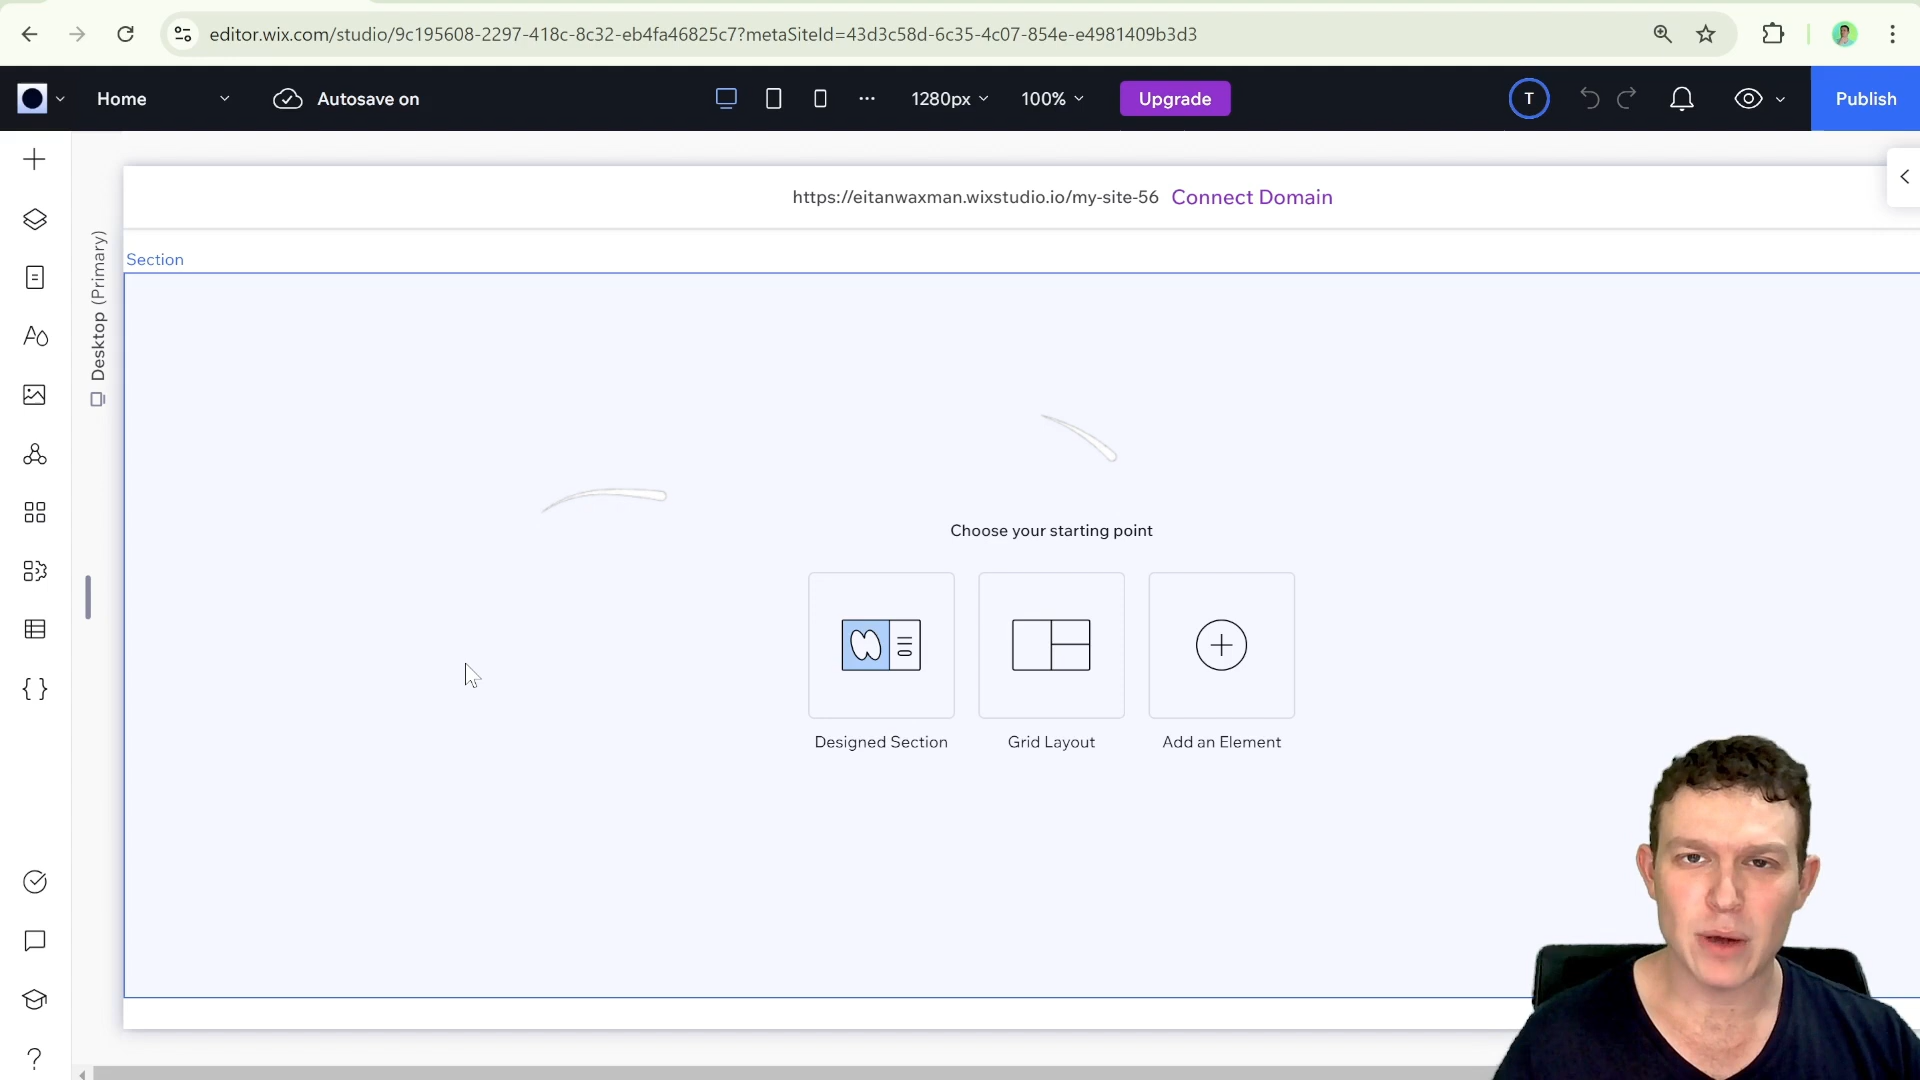 editor.wix.com/studio/9c195608-2297-418c-8c32-eb4fa46825c7?metaSiteId=43d3c58d-6c35-4c07-854e-e4981409b3d3
Home
Autosave on
1280px
100%
Upgrade
T
Publish
https://eitanwaxman.wixstudio.io/my-site-56 Connect Domain
Desktop (Primary)
Section
Choose your starting point
Designed Section
Grid Layout
Add an Element